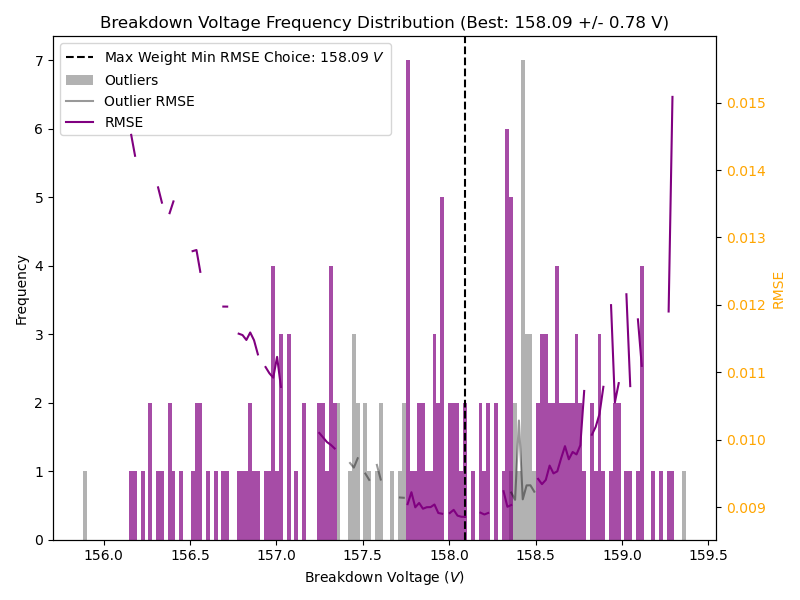 Breakdown Voltage Frequency Distribution (Best: 158.09 +/- 0.78 V)
Max Weight Min RMSE Choice: 158.09 V
Outliers
Outlier RMSE
RMSE
Frequency
7
6
5
4
3
2
1
0
0.015
0.014
0.013
0.012
0.011
0.010
0.009
RMSE
156.0 156.5 157.0 157.5 158.0 158.5 159.0 159.5
Breakdown Voltage (V)